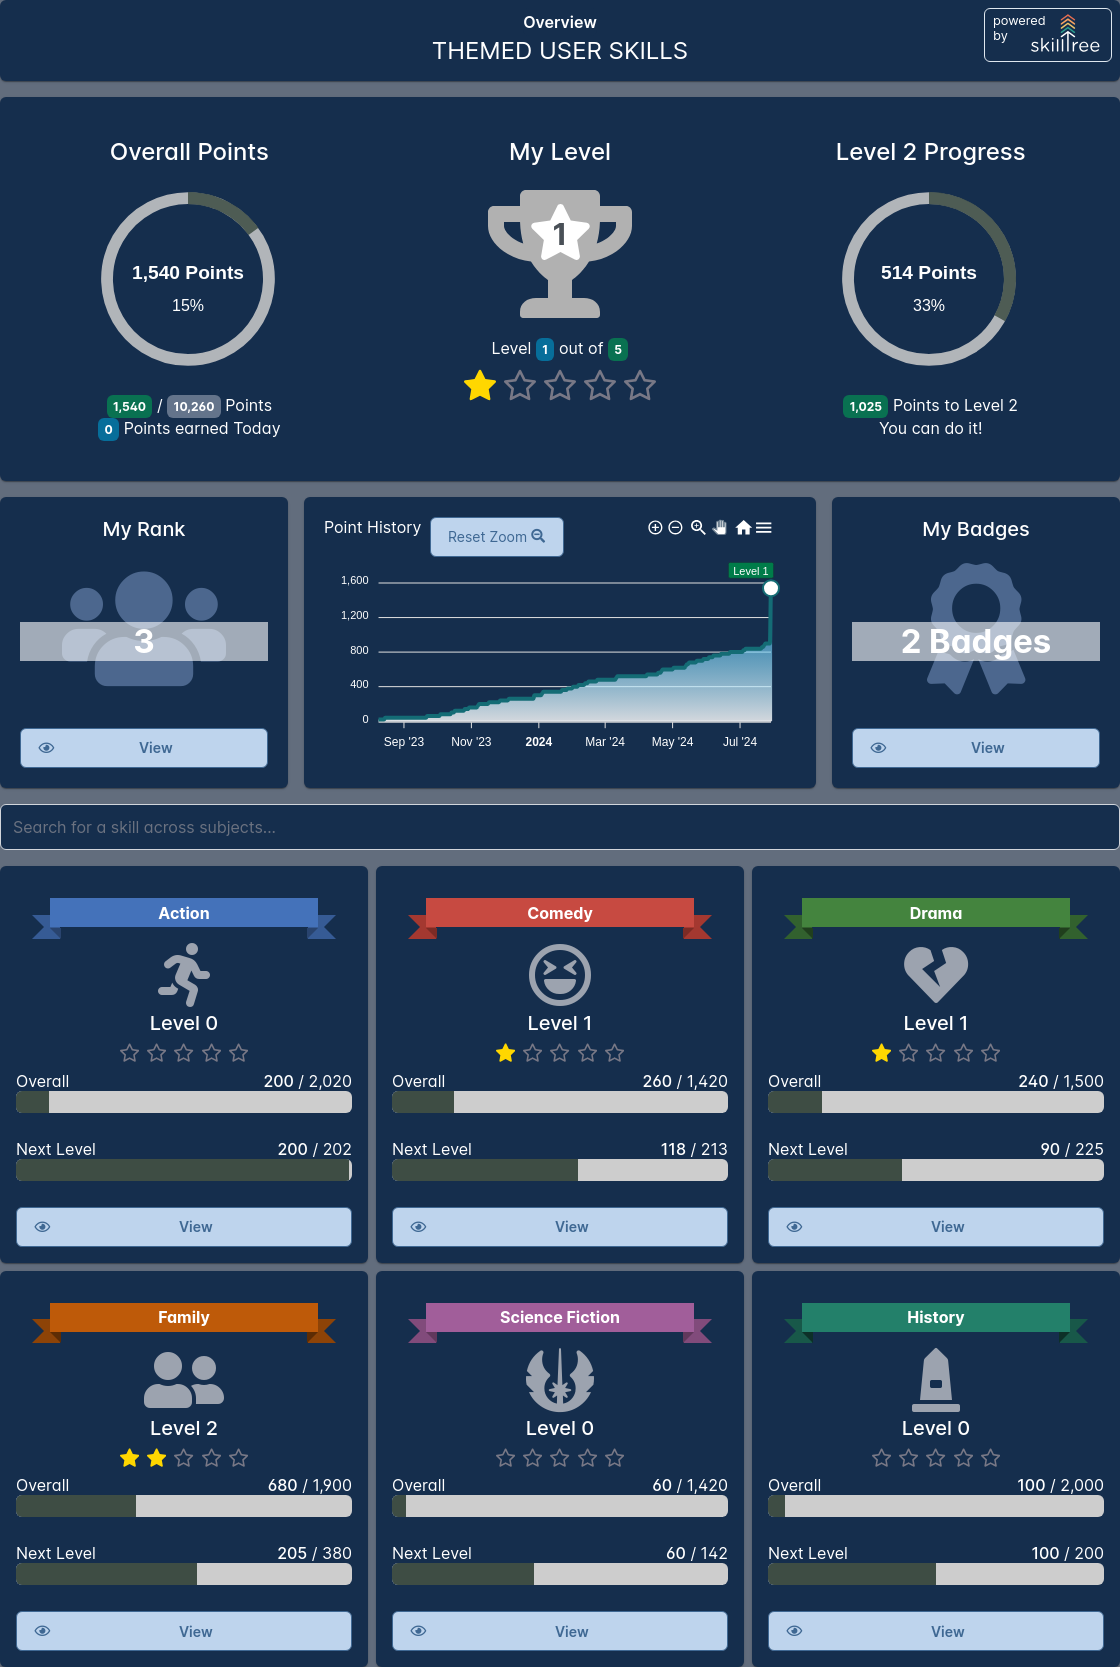 Overview
THEMED USER SKILLS
powered
by
skilltree
Overall Points
My Level
Level 2 Progress
1,540 Points
15%
1
514 Points
33%
Level 1 out of 5
1,540 / 10,260 Points
0 Points earned Today
1,025 Points to Level 2
You can do it!
My Rank
3
View
Point History
Reset Zoom
Level 1
1,600
1,200
800
400
0
Sep '23
Nov '23
2024
Mar '24
May '24
Jul '24
My Badges
2 Badges
View
Search for a skill across subjects...
Action
Level 0
Overall 200 / 2,020
Next Level 200 / 202
View
Comedy
Level 1
Overall 260 / 1,420
Next Level 118 / 213
View
Drama
Level 1
Overall 240 / 1,500
Next Level 90 / 225
View
Family
Level 2
Overall 680 / 1,900
Next Level 205 / 380
View
Science Fiction
Level 0
Overall 60 / 1,420
Next Level 60 / 142
View
History
Level 0
Overall 100 / 2,000
Next Level 100 / 200
View